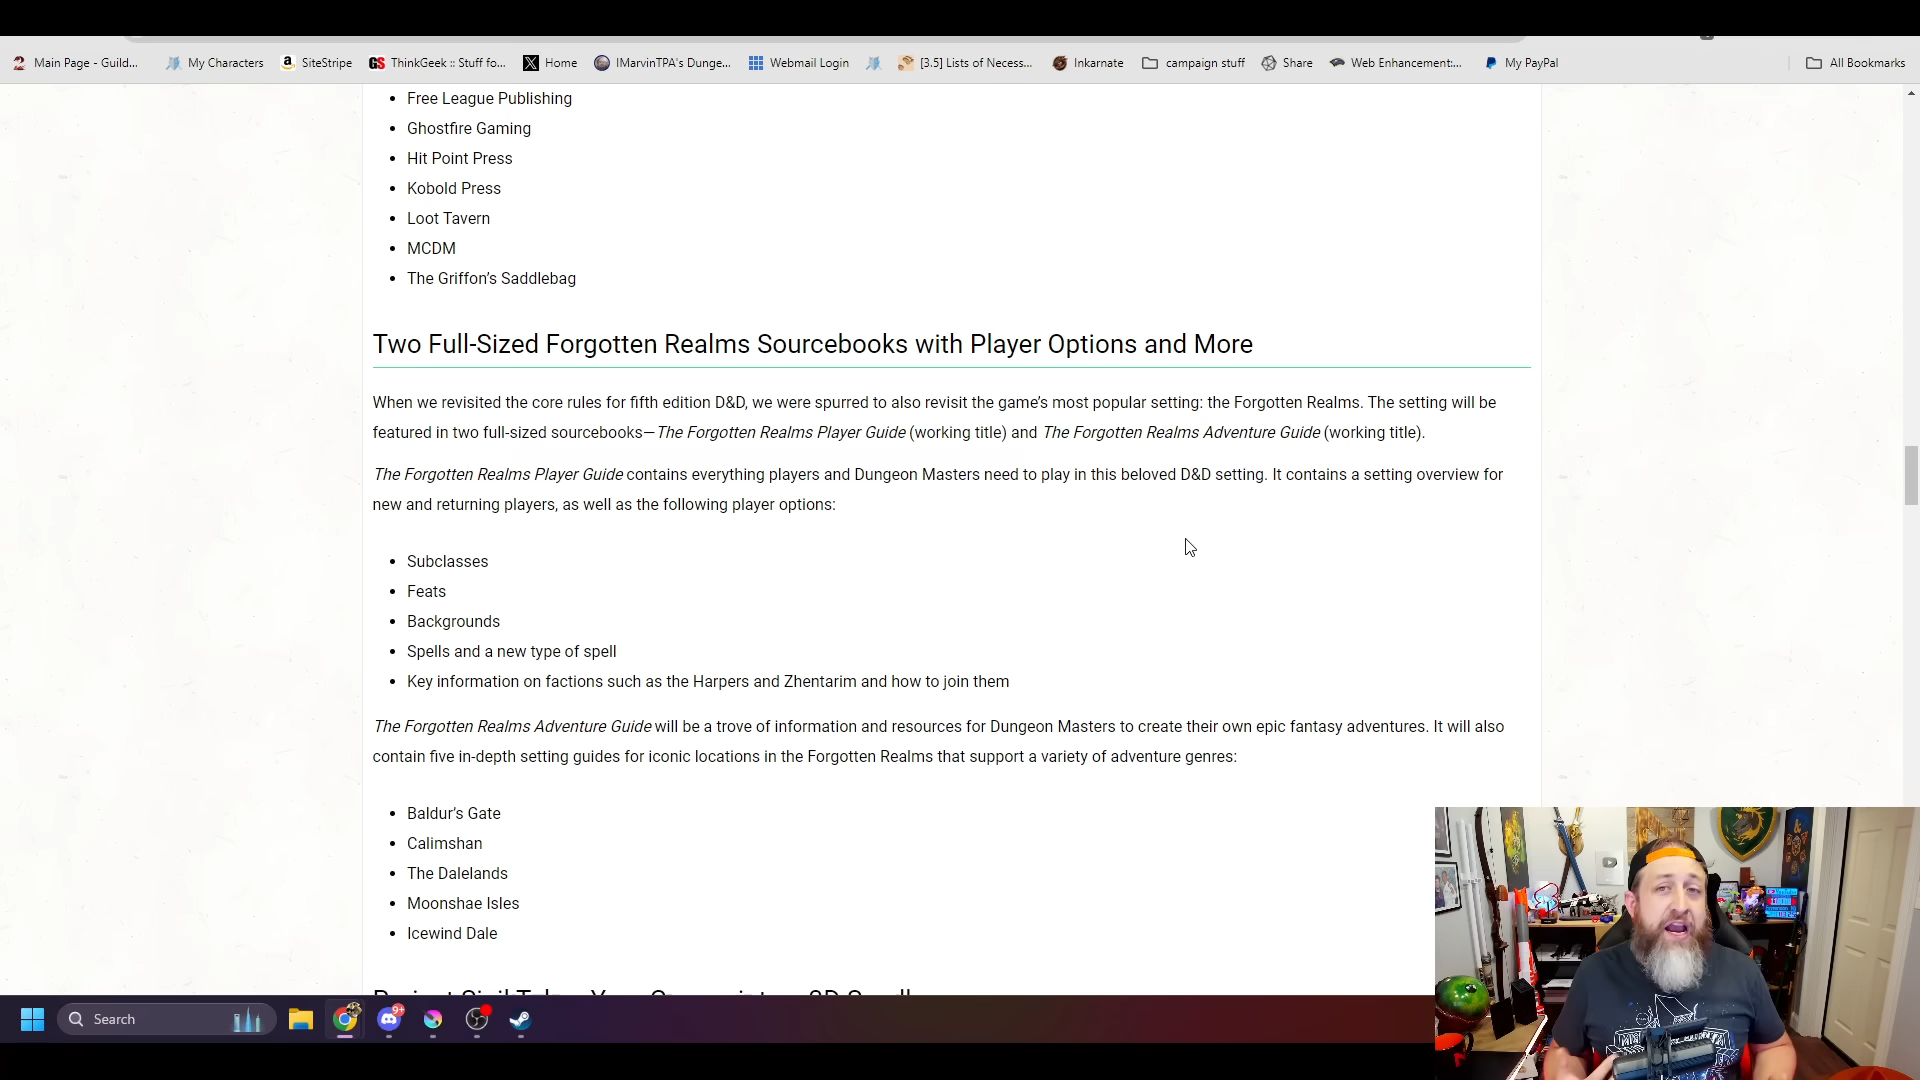 Main Page - Guild...
My Characters
SiteStripe
ThinkGeek :: Stuff fo...
Home
IMarvinTPA's Dunge...
Webmail Login
[3.5] Lists of Necess...
Inkarnate
campaign stuff
Share
Web Enhancement:...
My PayPal
All Bookmarks
• Free League Publishing
• Ghostfire Gaming
• Hit Point Press
• Kobold Press
• Loot Tavern
• MCDM
• The Griffon’s Saddlebag
Two Full-Sized Forgotten Realms Sourcebooks with Player Options and More
When we revisited the core rules for fifth edition D&D, we were spurred to also revisit the game’s most popular setting: the Forgotten Realms. The setting will be
featured in two full-sized sourcebooks—The Forgotten Realms Player Guide (working title) and The Forgotten Realms Adventure Guide (working title).
The Forgotten Realms Player Guide contains everything players and Dungeon Masters need to play in this beloved D&D setting. It contains a setting overview for
new and returning players, as well as the following player options:
• Subclasses
• Feats
• Backgrounds
• Spells and a new type of spell
• Key information on factions such as the Harpers and Zhentarim and how to join them
The Forgotten Realms Adventure Guide will be a trove of information and resources for Dungeon Masters to create their own epic fantasy adventures. It will also
contain five in-depth setting guides for iconic locations in the Forgotten Realms that support a variety of adventure genres:
• Baldur’s Gate
• Calimshan
• The Dalelands
• Moonshae Isles
• Icewind Dale
Search
9+